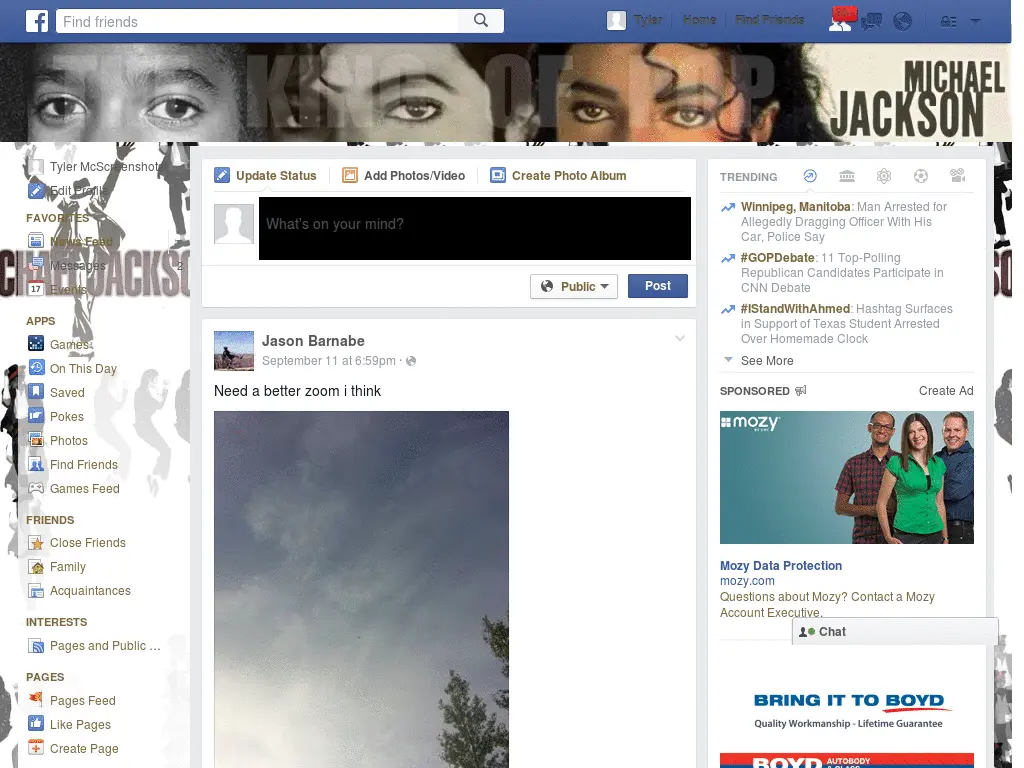 Find friends
Tyler
Home
Find Friends
KING OF POP
MICHAEL
JACKSON
Tyler McScreenshots
Edit Profile
FAVORITES
News Feed
Messages
2
Events
17
APPS
Games
On This Day
Saved
Pokes
Photos
Find Friends
Games Feed
FRIENDS
Close Friends
Family
Acquaintances
INTERESTS
Pages and Public ...
PAGES
Pages Feed
Like Pages
Create Page
Update Status
Add Photos/Video
Create Photo Album
What's on your mind?
Public
Post
Jason Barnabe
September 11 at 6:59pm ·
Need a better zoom i think
TRENDING
Winnipeg, Manitoba: Man Arrested for
Allegedly Dragging Officer With His
Car, Police Say
#GOPDebate: 11 Top-Polling
Republican Candidates Participate in
CNN Debate
#IStandWithAhmed: Hashtag Surfaces
in Support of Texas Student Arrested
Over Homemade Clock
See More
SPONSORED
Create Ad
mozy
Mozy Data Protection
mozy.com
Questions about Mozy? Contact a Mozy
Account Executive.
Chat
BRING IT TO BOYD
Quality Workmanship - Lifetime Guarantee
BOYD
AUTOBODY
& GLASS